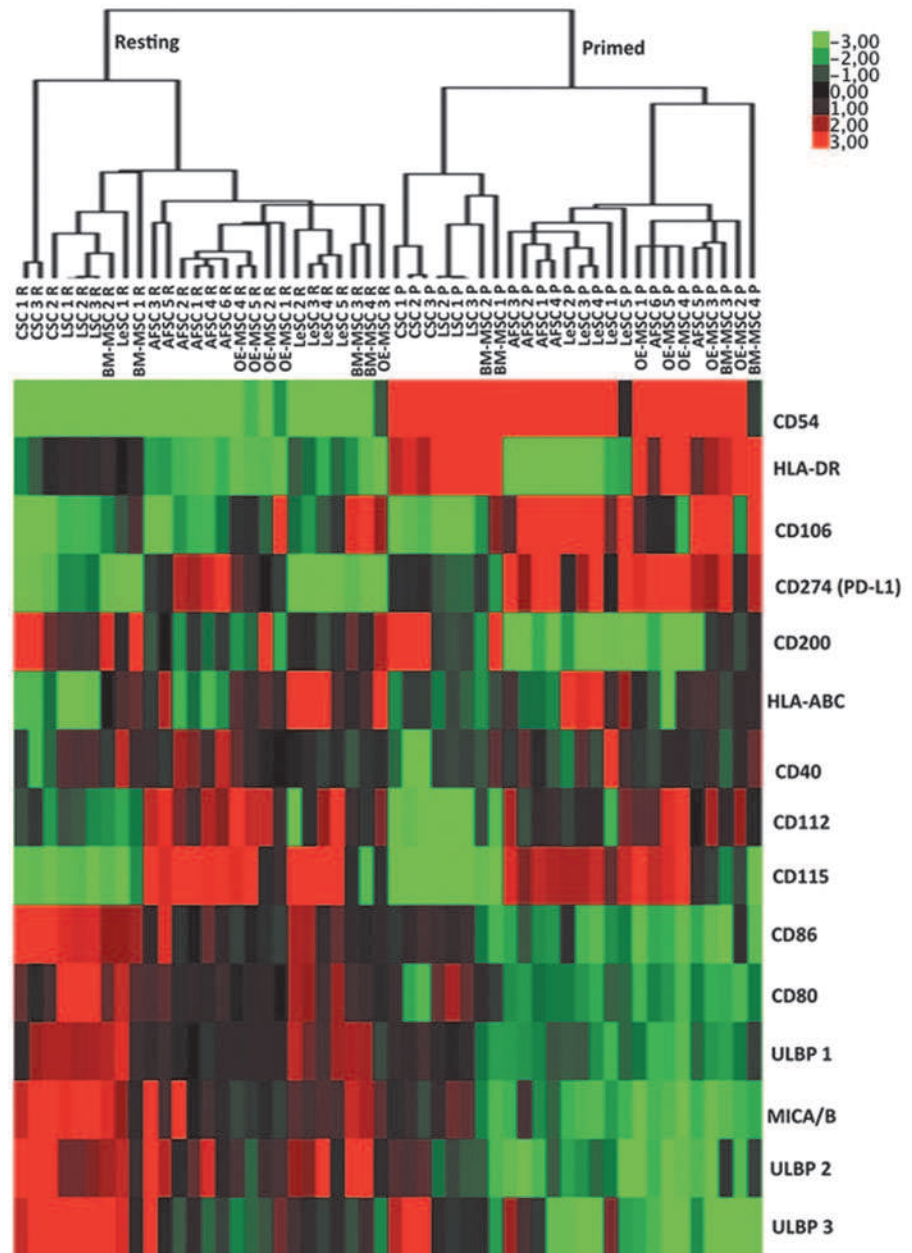 Resting
Primed
-3,00
-2,00
-1,00
0,00
1,00
2,00
3,00
CSC 1 R
CSC 3 R
CSC 2 R
LSC 1 R
LSC 2 R
LSC 3 R
BM-MSC 2 R
LeSC 1 R
BM-MSC 1 R
AFSC 3 R
AFSC 5 R
AFSC 2 R
AFSC 1 R
AFSC 4 R
AFSC 6 R
OE-MSC 4 R
OE-MSC 5 R
OE-MSC 2 R
OE-MSC 1 R
LeSC 2 R
LeSC 3 R
LeSC 4 R
LeSC 5 R
BM-MSC 3 R
BM-MSC 4 R
OE-MSC 3 R
CSC 1 P
CSC 2 P
CSC 3 P
LSC 2 P
LSC 1 P
LSC 3 P
BM-MSC 2 P
BM-MSC 1 P
AFSC 3 P
AFSC 2 P
AFSC 1 P
AFSC 4 P
LeSC 2 P
LeSC 3 P
LeSC 4 P
LeSC 1 P
LeSC 5 P
OE-MSC 1 P
AFSC 6 P
OE-MSC 5 P
OE-MSC 4 P
AFSC 5 P
OE-MSC 3 P
BM-MSC 3 P
OE-MSC 2 P
BM-MSC 4 P
CD54
HLA-DR
CD106
CD274 (PD-L1)
CD200
HLA-ABC
CD40
CD112
CD115
CD86
CD80
ULBP 1
MICA/B
ULBP 2
ULBP 3